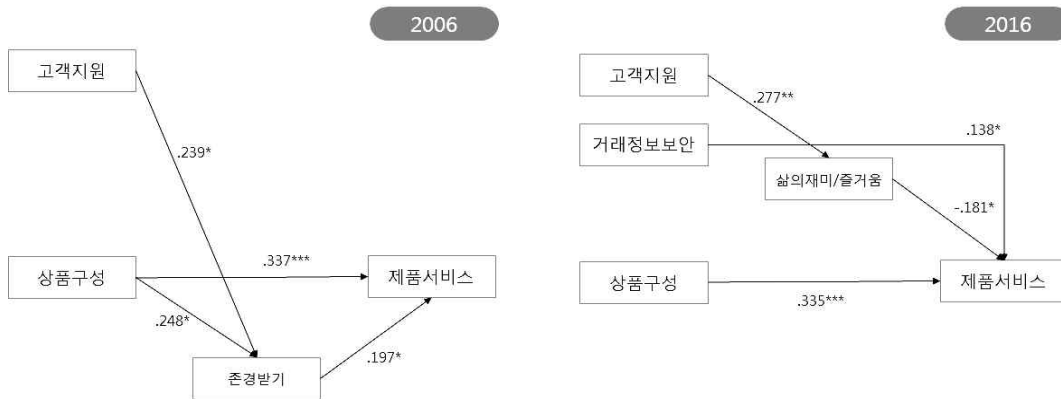 2006
고객지원
.239*
상품구성
.337***
제품서비스
.248*
.197*
존경받기
2016
고객지원
.277**
거래정보보안
.138*
삶의재미/즐거움
-.181*
상품구성
제품서비스
.335***